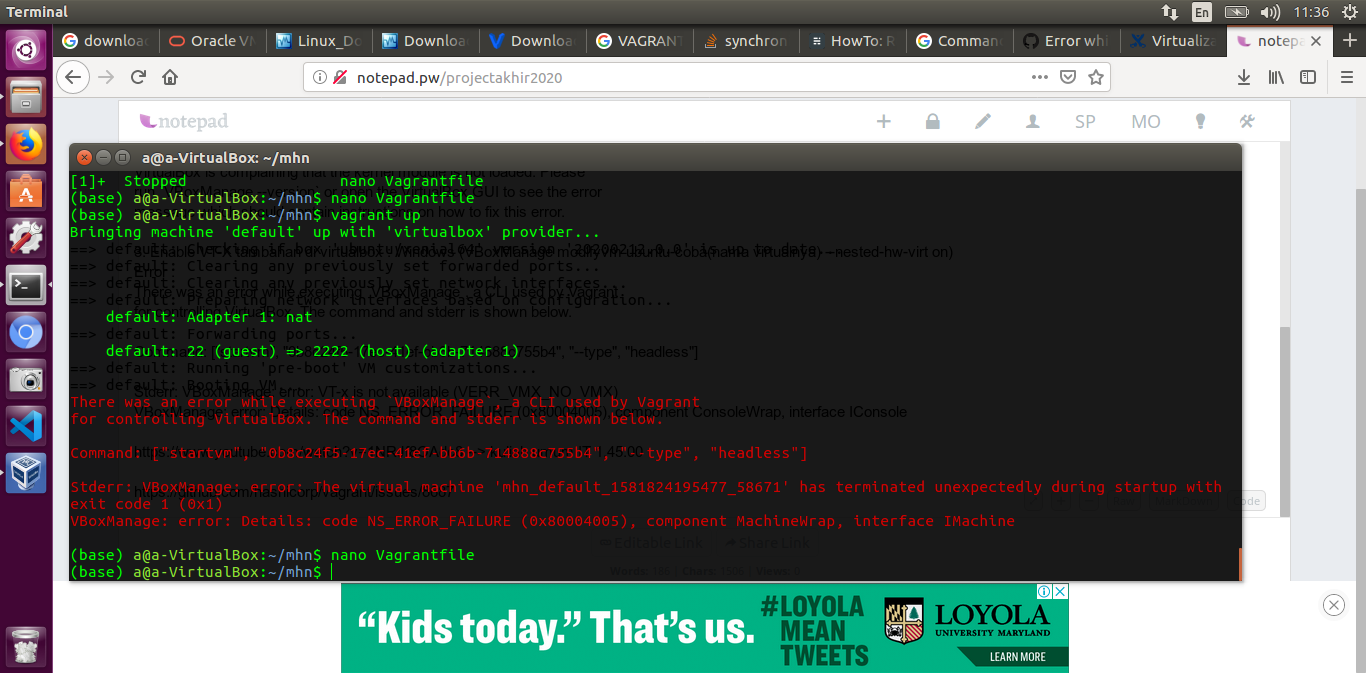 Terminal
En
11:36
downloa
Oracle VM
Linux_Do
Downloa
Downloa
VAGRANT
synchron
HowTo: R
Comman
Error whi
Virtualiza
notep
notepad.pw/projectakhir2020
notepad
SP
MO
a@a-VirtualBox: ~/mhn
[1]+ Stopped nano Vagrantfile
(base) a@a-VirtualBox:~/mhn$ nano Vagrantfile
(base) a@a-VirtualBox:~/mhn$ vagrant up
Bringing machine 'default' up with 'virtualbox' provider...
==> default: Checking if box 'ubuntu/xenial64' version '20200212.0.0' is up to date...
==> default: Clearing any previously set forwarded ports...
==> default: Clearing any previously set network interfaces...
==> default: Preparing network interfaces based on configuration...
default: Adapter 1: nat
==> default: Forwarding ports...
default: 22 (guest) => 2222 (host) (adapter 1)
==> default: Running 'pre-boot' VM customizations...
==> default: Booting VM...
There was an error while executing `VBoxManage`, a CLI used by Vagrant
for controlling VirtualBox. The command and stderr is shown below.
Command: ["startvm", "0b8c24f5-17ec-41ef-bb6b-714888c755b4", "--type", "headless"]
Stderr: VBoxManage: error: The virtual machine 'mhn_default_1581824195477_58671' has terminated unexpectedly during startup with
exit code 1 (0x1)
VBoxManage: error: Details: code NS_ERROR_FAILURE (0x80004005), component MachineWrap, interface IMachine
(base) a@a-VirtualBox:~/mhn$ nano Vagrantfile
(base) a@a-VirtualBox:~/mhn$
Editable Link
Share Link
"Kids today." That's us.
#LOYOLA
MEAN
TWEETS
LOYOLA
UNIVERSITY MARYLAND
LEARN MORE